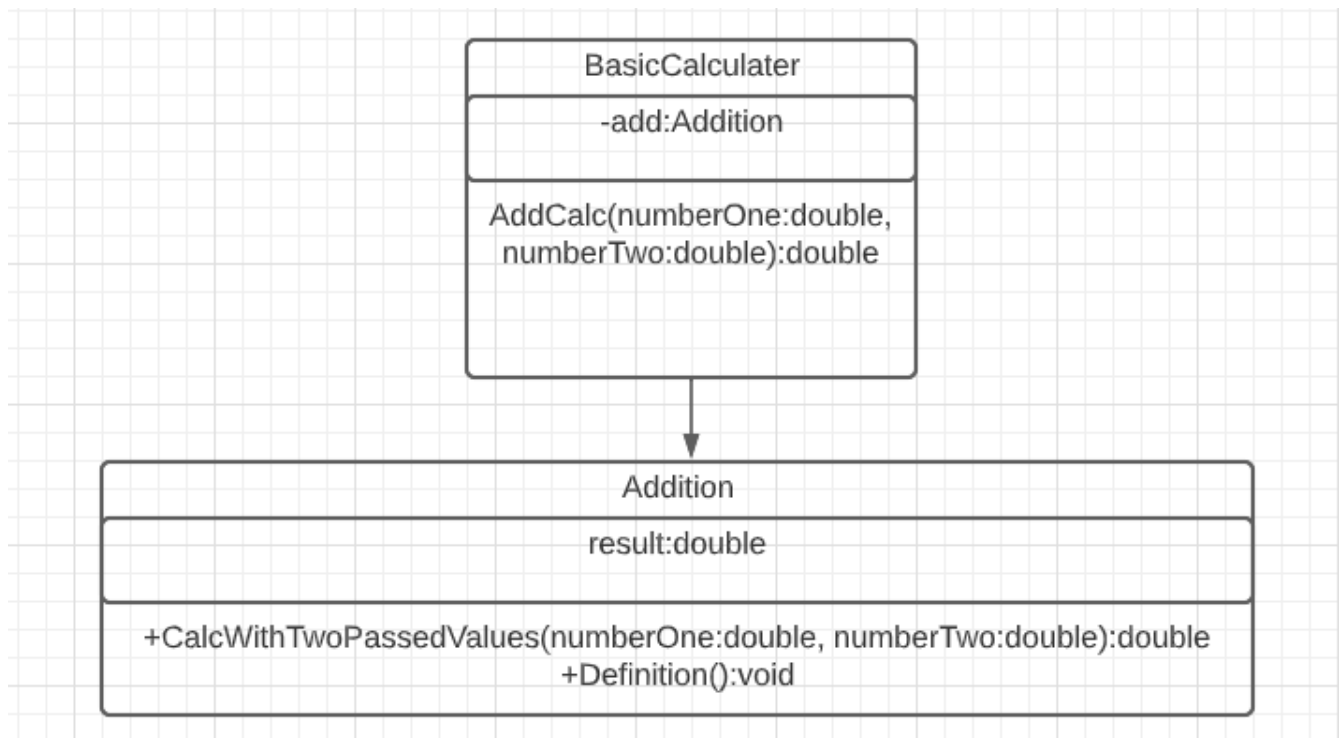 BasicCalculater
-add:Addition
AddCalc(numberOne:double,
numberTwo:double):double
Addition
result:double
+CalcWithTwoPassedValues(numberOne:double, numberTwo:double):double
+Definition():void